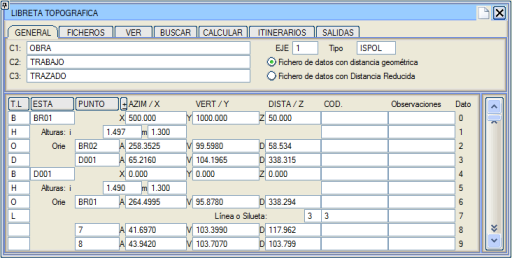 LIBRETA TOPOGRAFICA
GENERAL FICHEROS VER BUSCAR CALCULAR ITINERARIOS SALIDAS
C1: OBRA EJE 1 Tipo ISPOL
C2: TRABAJO Fichero de datos con distancia geométrica
C3: TRAZADO Fichero de datos con Distancia Reducida
T.L ESTA PUNTO ± AZIM / X VERT / Y DISTA / Z COD. Observaciones Dato
B BR01 X 500.000 Y 1000.000 Z 50.000 0
H Alturas: i 1.497 m 1.300 1
O Orie BR02 A 258.3525 V 99.5980 D 58.534 2
D D001 A 65.2160 V 104.1965 D 338.315 3
B D001 X 0.000 Y 0.000 Z 0.000 4
H Alturas: i 1.490 m 1.300 5
O Orie BR01 A 264.4995 V 95.8780 D 338.294 6
L Línea o Silueta: 3 3 7
7 A 41.6970 V 103.3990 D 117.962 8
8 A 43.9420 V 103.7070 D 103.799 9